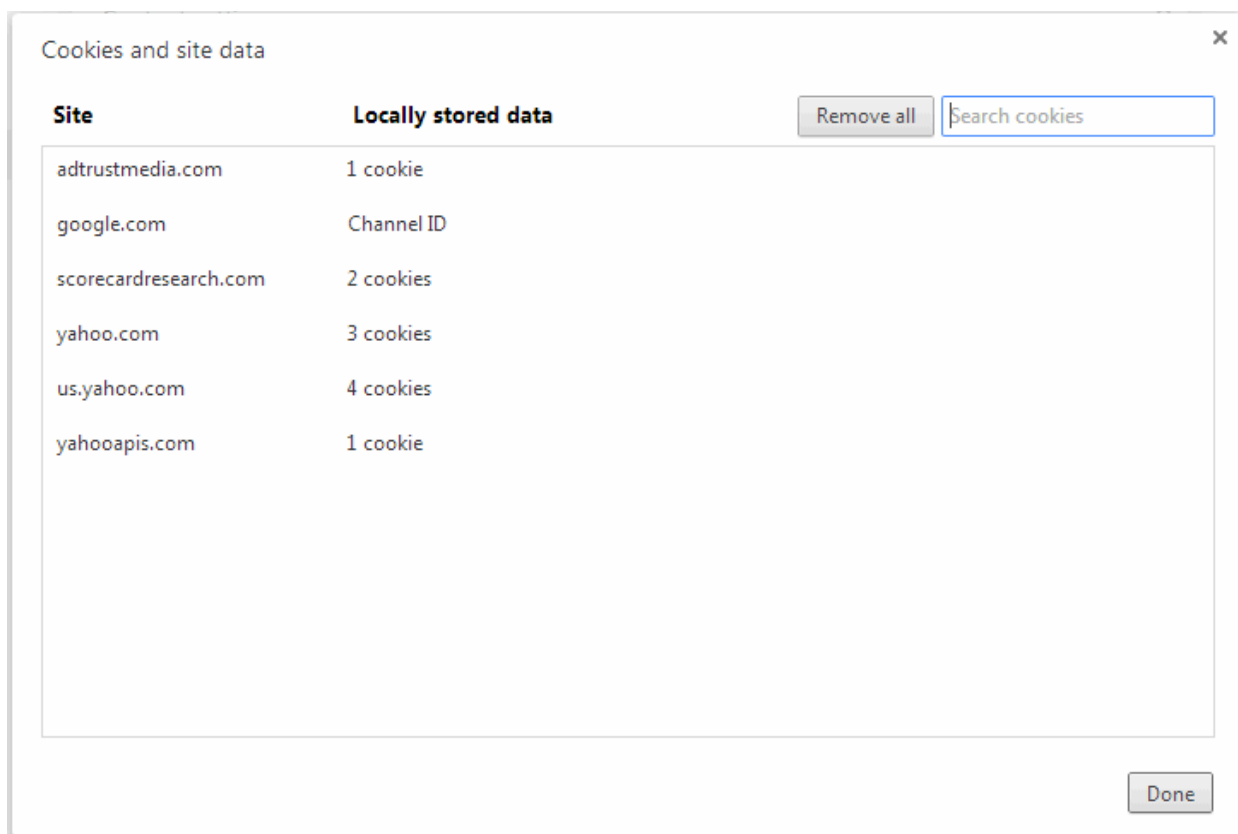 Cookies and site data ×
Site Locally stored data Remove all Search cookies
adtrustmedia.com 1 cookie
google.com Channel ID
scorecardresearch.com 2 cookies
yahoo.com 3 cookies
us.yahoo.com 4 cookies
yahooapis.com 1 cookie
Done